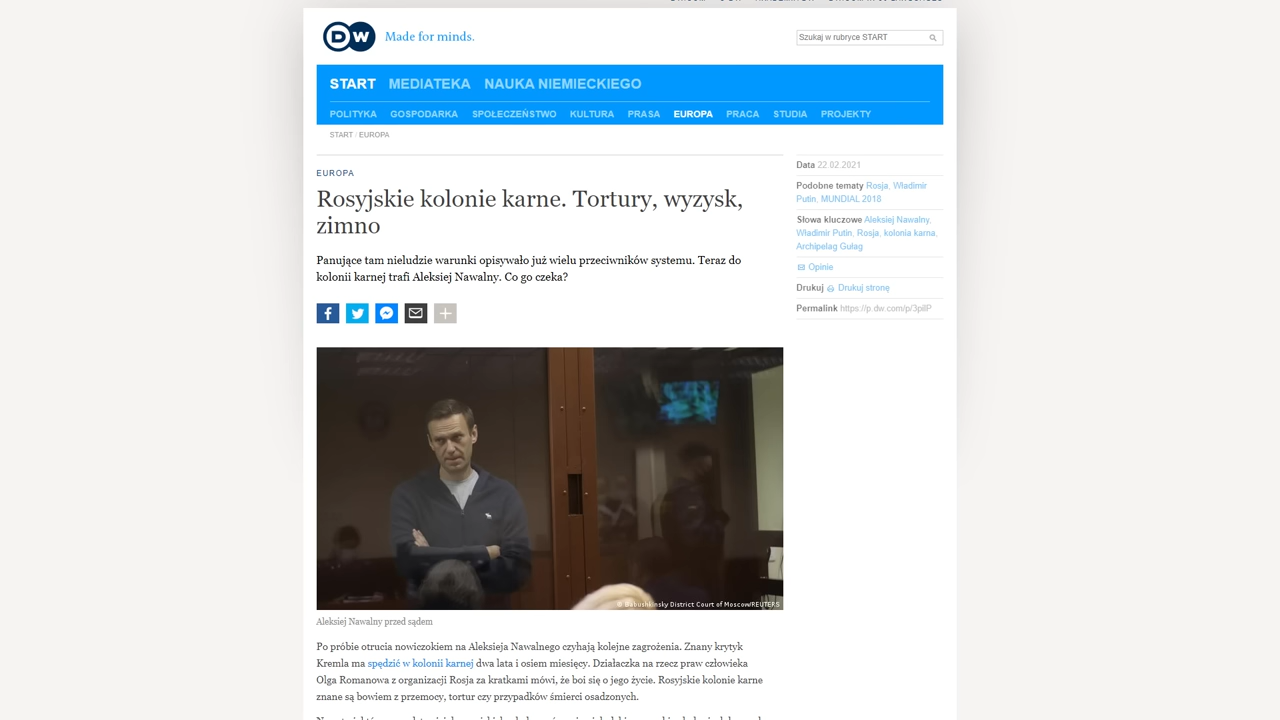 DW Made for minds.
Szukaj w rubryce START
START MEDIATEKA NAUKA NIEMIECKIEGO
POLITYKA GOSPODARKA SPOŁECZEŃSTWO KULTURA PRASA EUROPA PRACA STUDIA PROJEKTY
START / EUROPA
EUROPA
Rosyjskie kolonie karne. Tortury, wyzysk,
zimno
Panujące tam nieludzie warunki opisywało już wielu przeciwników systemu. Teraz do
kolonii karnej trafi Aleksiej Nawalny. Co go czeka?
© Babushkinsky District Court of Moscow/REUTERS
Aleksiej Nawalny przed sądem
Po próbie otrucia nowiczokiem na Aleksieja Nawalnego czyhają kolejne zagrożenia. Znany krytyk
Kremla ma spędzić w kolonii karnej dwa lata i osiem miesięcy. Działaczka na rzecz praw człowieka
Olga Romanowa z organizacji Rosja za kratkami mówi, że boi się o jego życie. Rosyjskie kolonie karne
znane są bowiem z przemocy, tortur czy przypadków śmierci osadzonych.
Data 22.02.2021
Podobne tematy Rosja, Władimir
Putin, MUNDIAL 2018
Słowa kluczowe Aleksiej Nawalny,
Władimir Putin, Rosja, kolonia karna,
Archipelag Gułag
Opinie
Drukuj Drukuj stronę
Permalink https://p.dw.com/p/3pilP